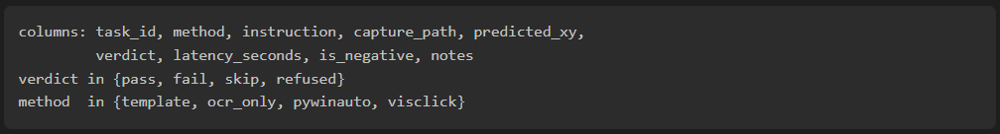 columns: task_id, method, instruction, capture_path, predicted_xy,
verdict, latency_seconds, is_negative, notes
verdict in {pass, fail, skip, refused}
method in {template, ocr_only, pywinauto, visclick}